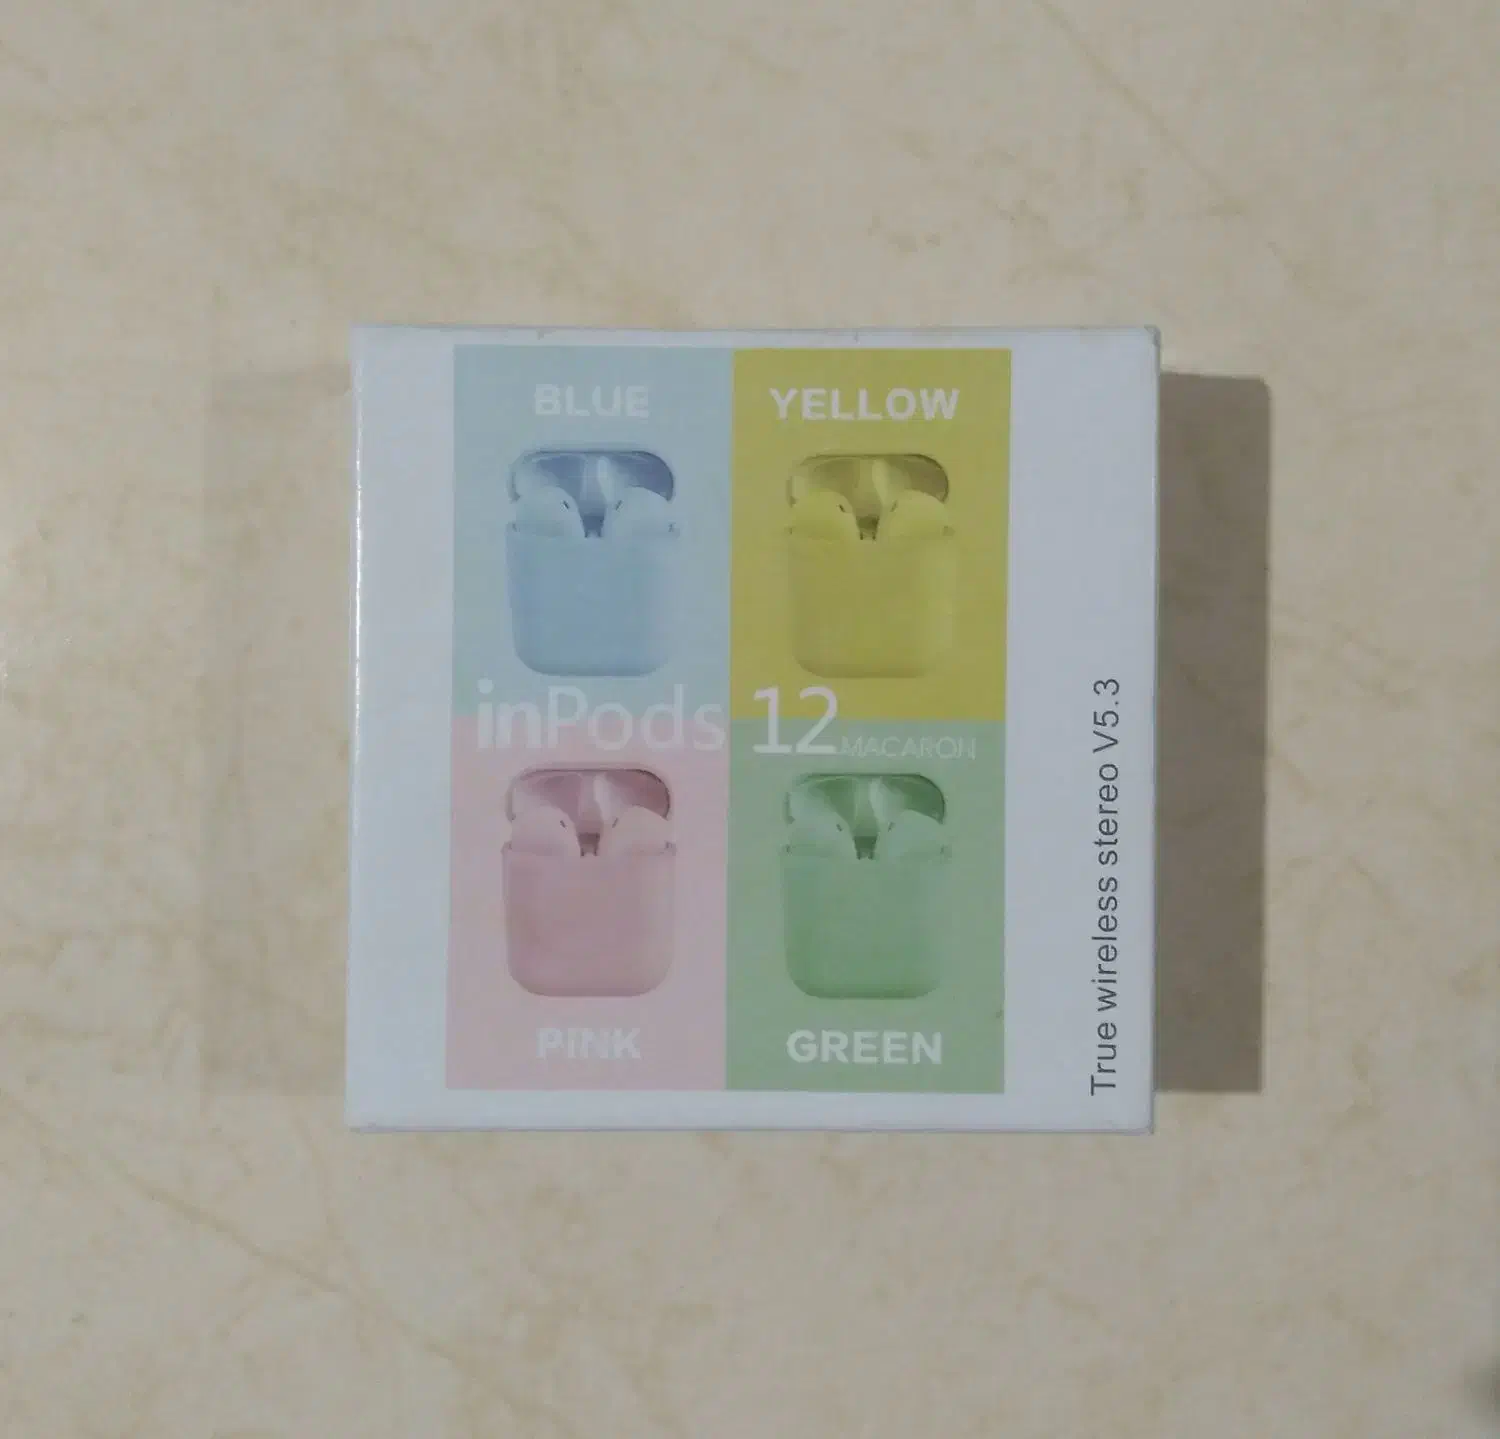 BLUE
YELLOW
inPods 12 MACARON
PINK
GREEN
True wireless stereo V5.3